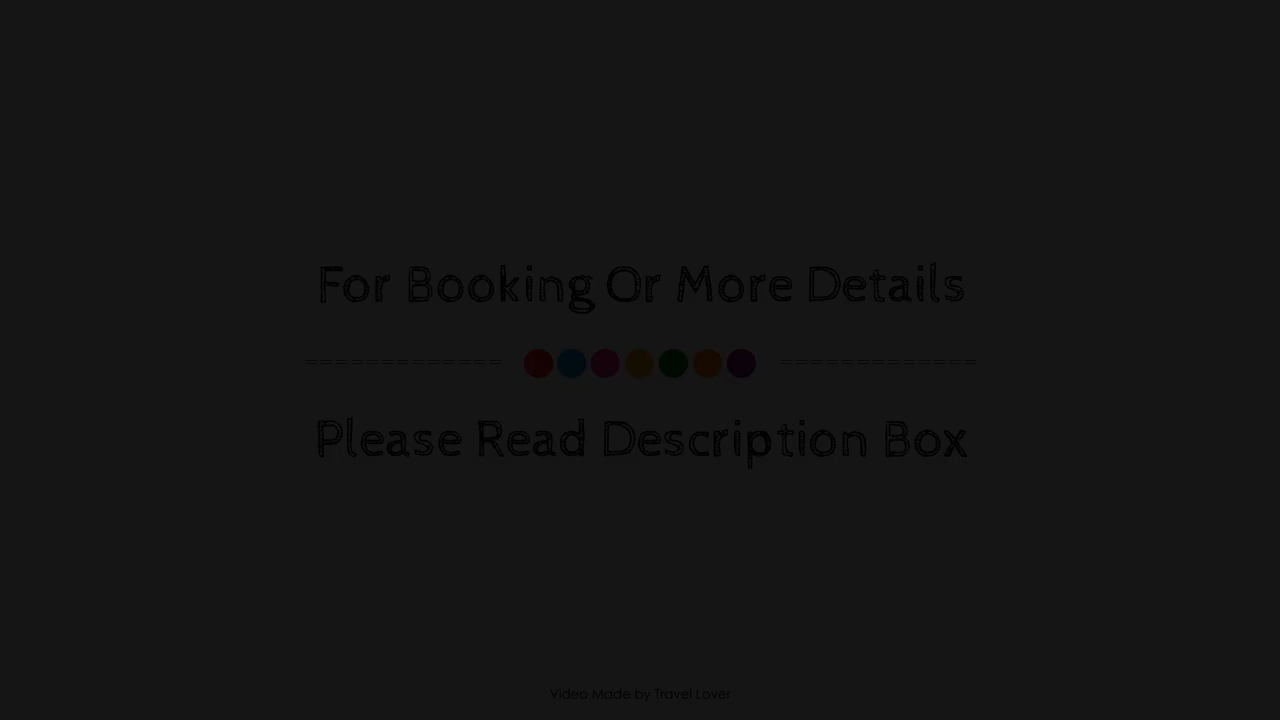 For Booking Or More Details
============= =============
Please Read Description Box
Video Made by Travel Lover